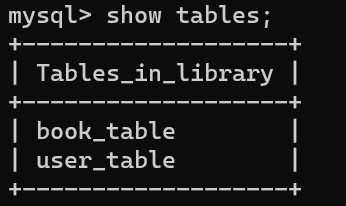 mysql> show tables;
+-------------------+
| Tables_in_library |
+-------------------+
| book_table        |
| user_table        |
+-------------------+